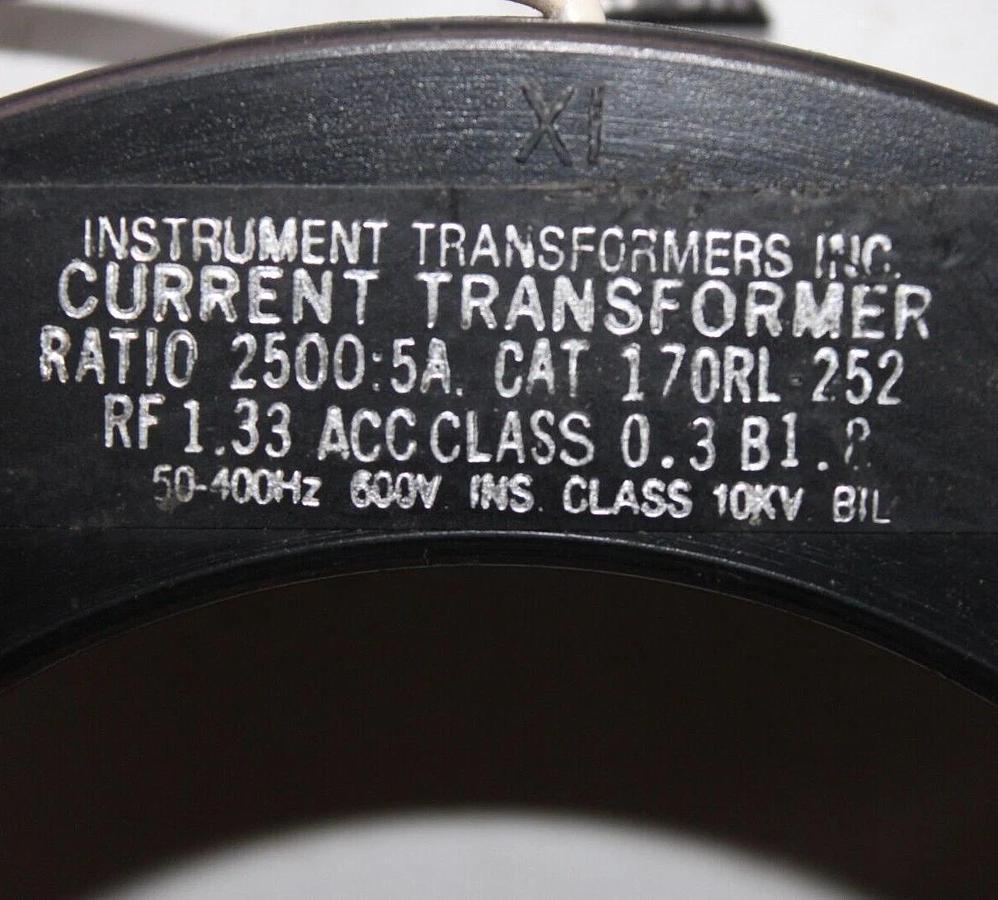 XI
INSTRUMENT TRANSFORMERS INC.
CURRENT TRANSFORMER
RATIO 2500:5A. CAT 170RL 252
RF 1.33 ACC CLASS 0.3
50-400Hz 600V. INS. CLASS 10KV BIL